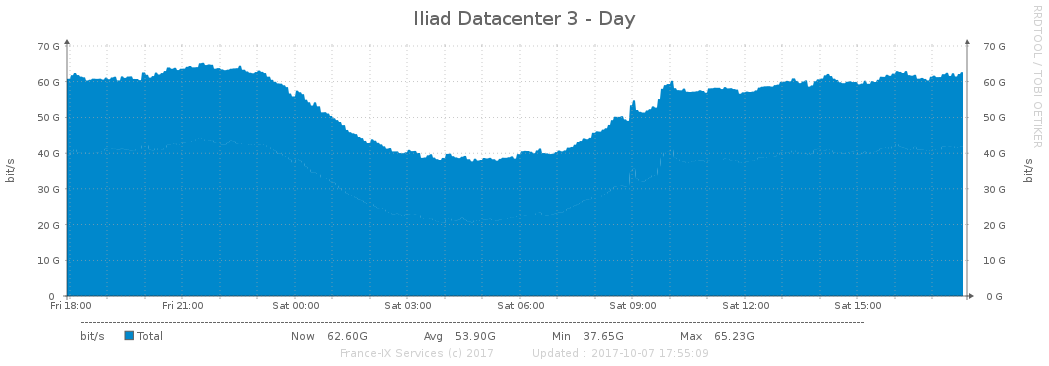 Iliad Datacenter 3 - Day
RRDTOOL / TOBI OETIKER
70 G 70 G
60 G 60 G
50 G 50 G
40 G 40 G
30 G 30 G
20 G 20 G
10 G 10 G
0 0 G
bit/s bit/s
Fri 18:00 Fri 21:00 Sat 00:00 Sat 03:00 Sat 06:00 Sat 09:00 Sat 12:00 Sat 15:00
bit/s Total Now 62.60G Avg 53.90G Min 37.65G Max 65.23G
France-IX Services (c) 2017 Updated : 2017-10-07 17:55:09